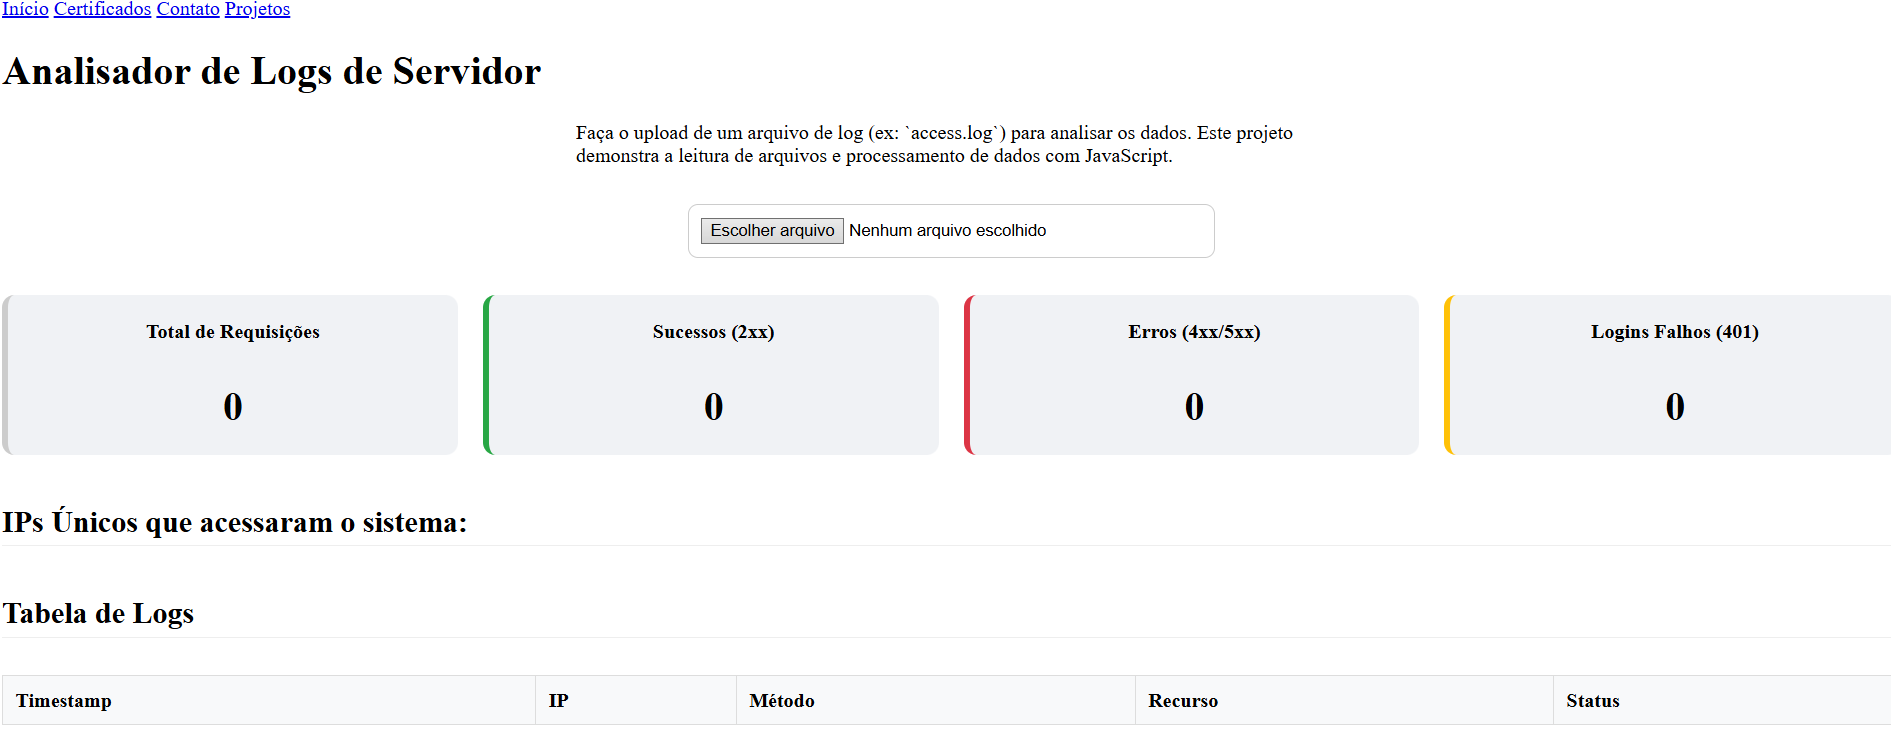 Início Certificados Contato Projetos
Analisador de Logs de Servidor
Faça o upload de um arquivo de log (ex: `access.log`) para analisar os dados. Este projeto
demonstra a leitura de arquivos e processamento de dados com JavaScript.
Escolher arquivo Nenhum arquivo escolhido
Total de Requisições
0
Sucessos (2xx)
0
Erros (4xx/5xx)
0
Logins Falhos (401)
0
IPs Únicos que acessaram o sistema:
Tabela de Logs
Timestamp IP Método Recurso Status